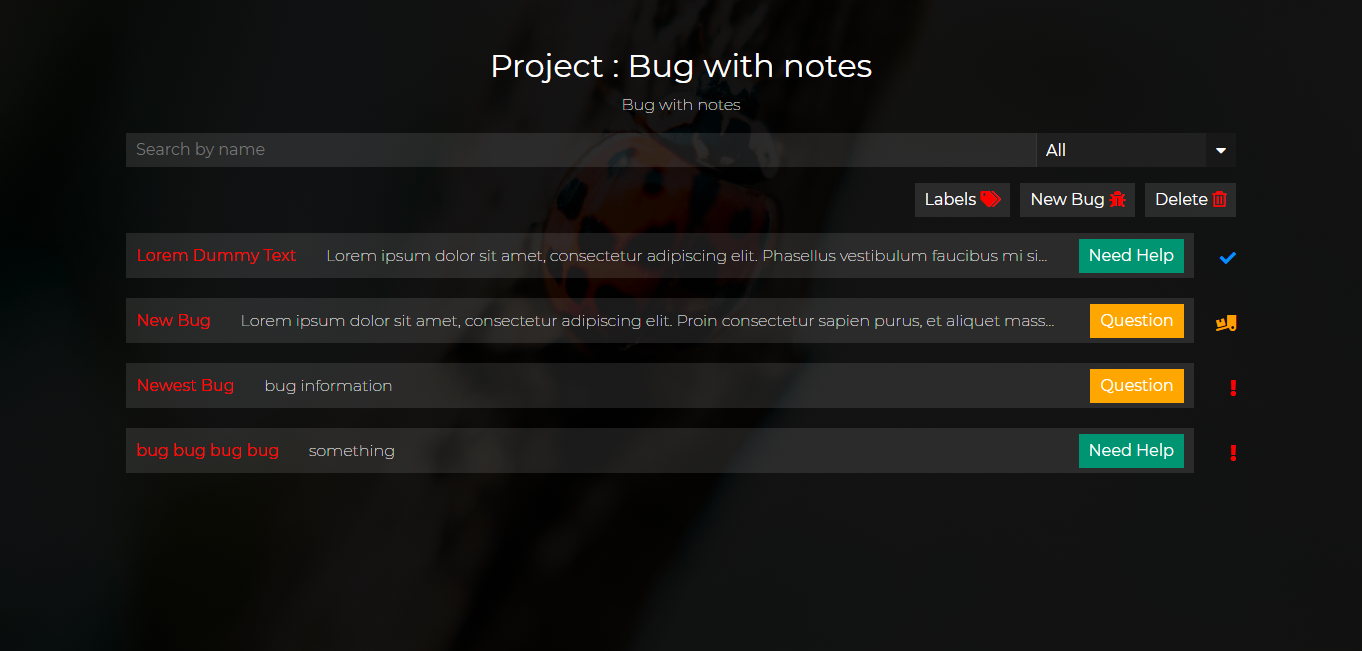 Project : Bug with notes
Bug with notes
Search by name All
Labels New Bug Delete
Lorem Dummy Text Lorem ipsum dolor sit amet, consectetur adipiscing elit. Phasellus vestibulum faucibus mi si... Need Help
New Bug Lorem ipsum dolor sit amet, consectetur adipiscing elit. Proin consectetur sapien purus, et aliquet mass... Question
Newest Bug bug information Question
bug bug bug bug something Need Help